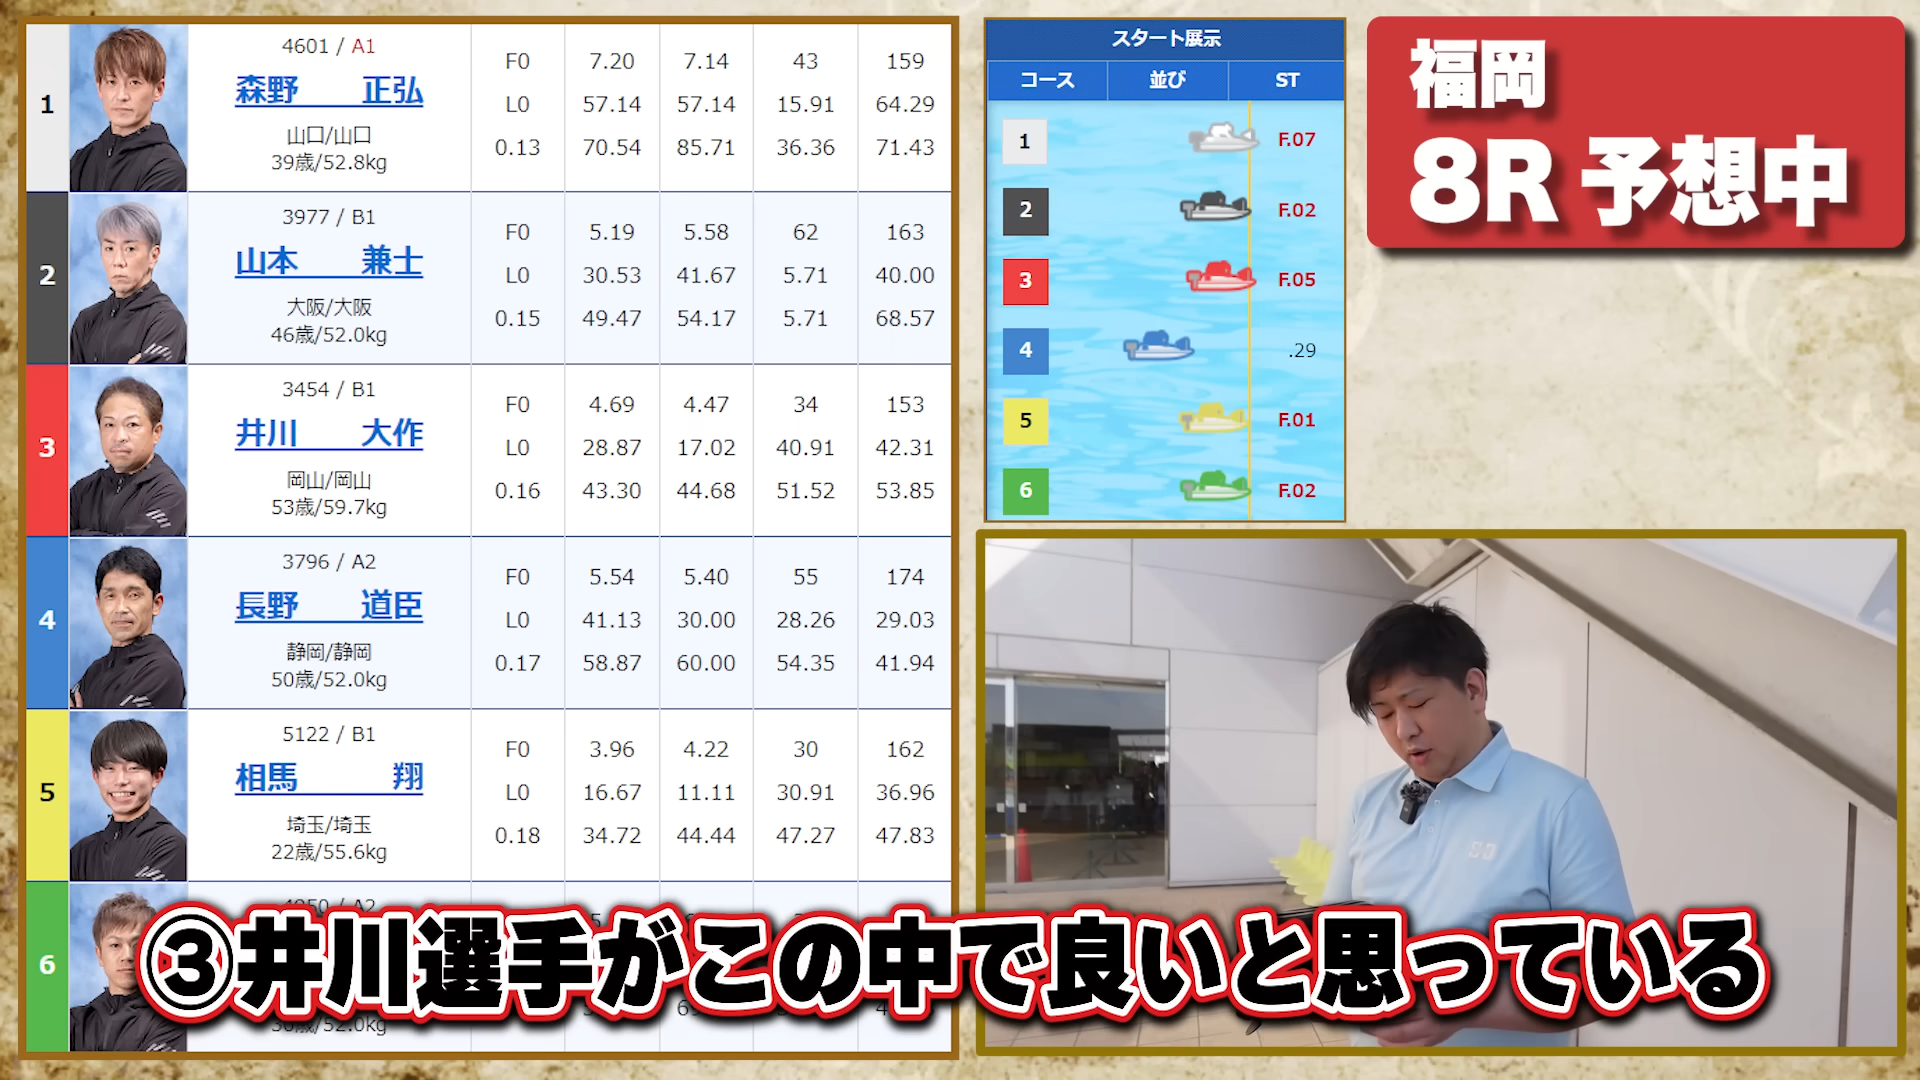 1
4601 / A1
森野 正弘
山口/山口
39歳/52.8kg
F0 7.20 7.14 43 159
L0 57.14 57.14 15.91 64.29
0.13 70.54 85.71 36.36 71.43
2
3977 / B1
山本 兼士
大阪/大阪
46歳/52.0kg
F0 5.19 5.58 62 163
L0 30.53 41.67 5.71 40.00
0.15 49.47 54.17 5.71 68.57
3
3454 / B1
井川 大作
岡山/岡山
53歳/59.7kg
F0 4.69 4.47 34 153
L0 28.87 17.02 40.91 42.31
0.16 43.30 44.68 51.52 53.85
4
3796 / A2
長野 道臣
静岡/静岡
50歳/52.0kg
F0 5.54 5.40 55 174
L0 41.13 30.00 28.26 29.03
0.17 58.87 60.00 54.35 41.94
5
5122 / B1
相馬 翔
埼玉/埼玉
22歳/55.6kg
F0 3.96 4.22 30 162
L0 16.67 11.11 30.91 36.96
0.18 34.72 44.44 47.27 47.83
6
スタート展示
コース 並び ST
1 F.07
2 F.02
3 F.05
4 .29
5 F.01
6 F.02
福岡
8R 予想中
③井川選手がこの中で良いと思っている